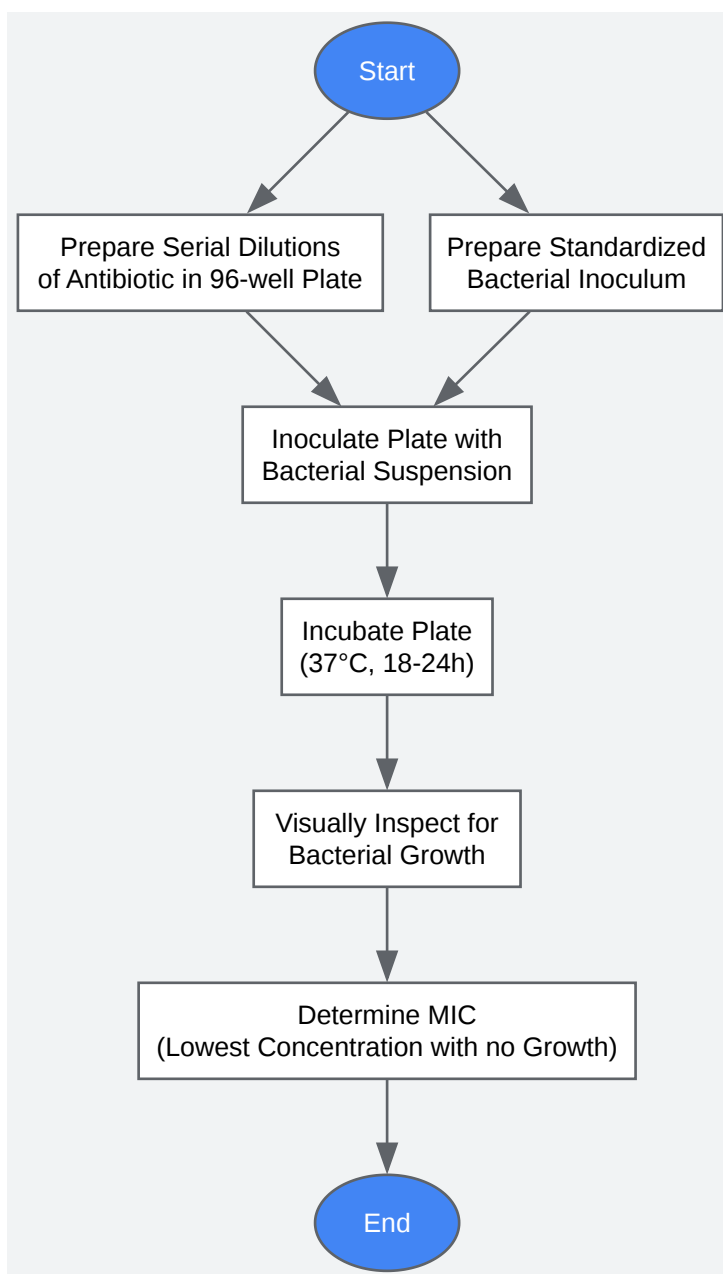 Start
Prepare Serial Dilutions
of Antibiotic in 96-well Plate
Prepare Standardized
Bacterial Inoculum
Inoculate Plate with
Bacterial Suspension
Incubate Plate
(37°C, 18-24h)
Visually Inspect for
Bacterial Growth
Determine MIC
(Lowest Concentration with no Growth)
End